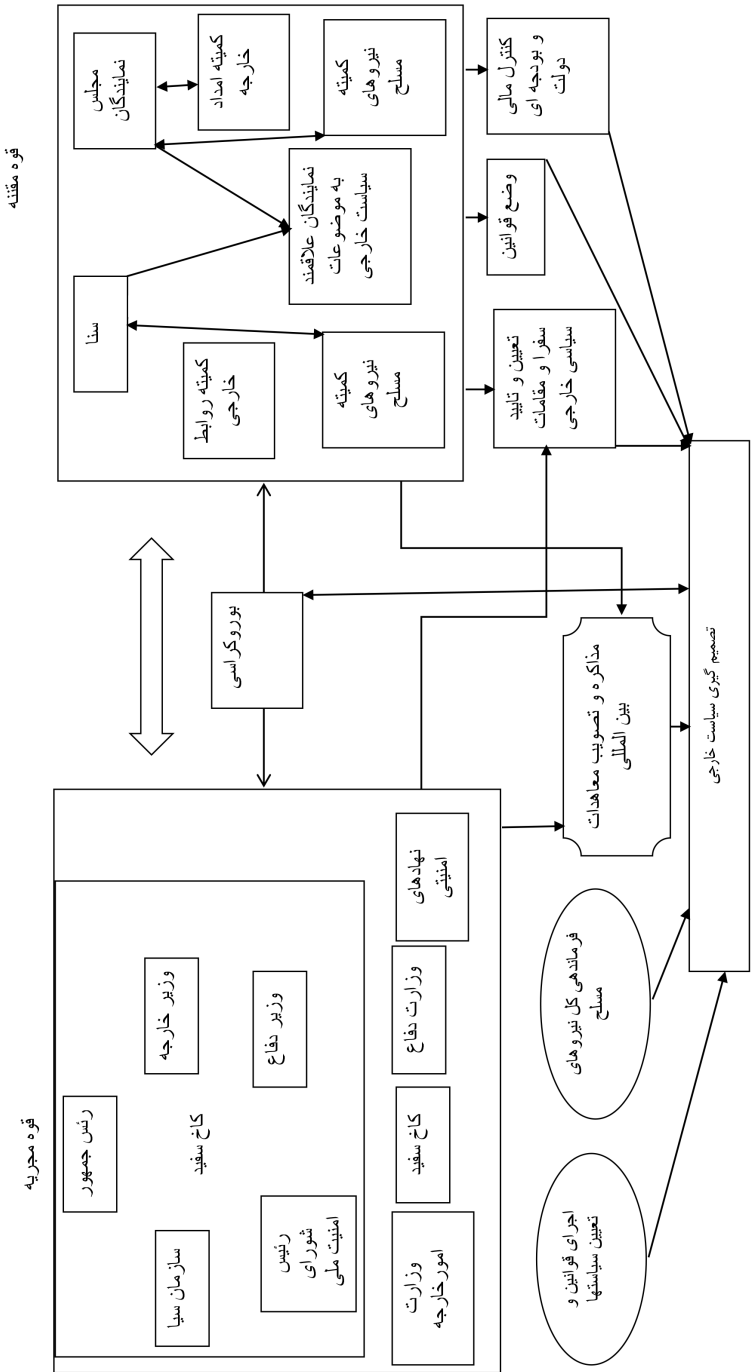 قوه مقننه
مجلس
نمایندگان
کمیته امداد
خارجه
کمیته
نیروهای
مسلح
نمایندگان علاقمند
به موضوعات
سیاست خارجی
سنا
کمیته روابط
خارجی
کمیته
نیروهای
مسلح
کنترل مالی
و بودجه ای
دولت
وضع قوانین
تعیین و تایید
سفرا و مقامات
سیاسی خارجی
بوروکراسی
مذاکره و تصویب معاهدات
بین المللی
تصمیم گیری سیاست خارجی
قوه مجریه
رئس جمهور
وزیر خارجه
وزیر دفاع
کاخ سفید
سازمان سیا
رئیس
شورای
امنیت ملی
نهادهای
امنیتی
وزارت دفاع
کاخ سفید
وزارت
امورخارجه
فرماندهی کل نیروهای
مسلح
اجرای قوانین و
تعیین سیاستها